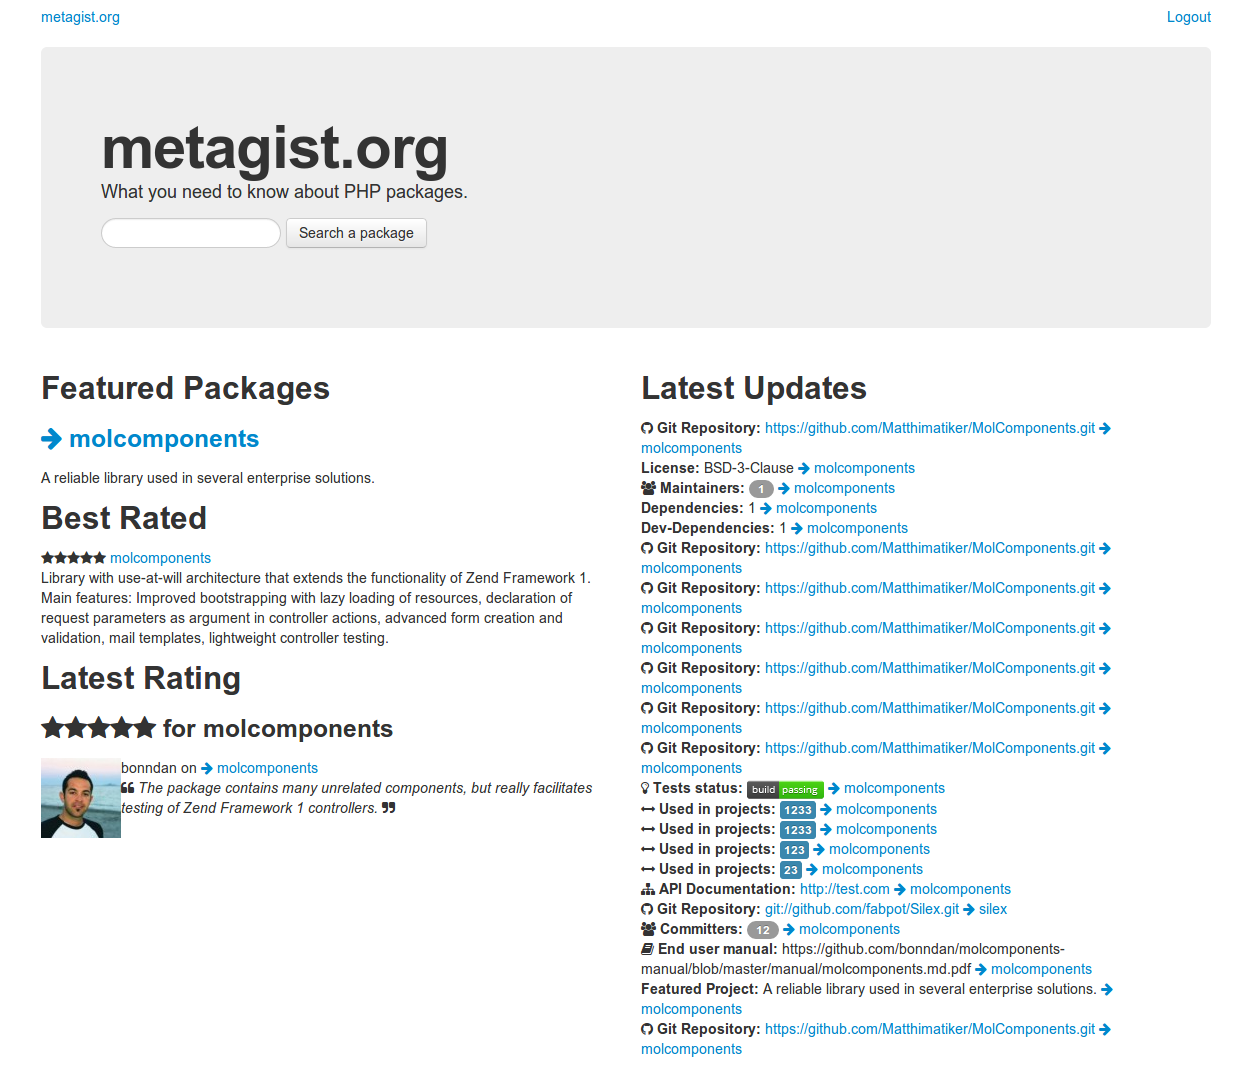 metagist.org
Logout
metagist.org
What you need to know about PHP packages.
Search a package
Featured Packages
molcomponents
A reliable library used in several enterprise solutions.
Best Rated
molcomponents
Library with use-at-will architecture that extends the functionality of Zend Framework 1.
Main features: Improved bootstrapping with lazy loading of resources, declaration of
request parameters as argument in controller actions, advanced form creation and
validation, mail templates, lightweight controller testing.
Latest Rating
for molcomponents
bonndan on molcomponents
The package contains many unrelated components, but really facilitates
testing of Zend Framework 1 controllers.
Latest Updates
Git Repository: https://github.com/Matthimatiker/MolComponents.git
molcomponents
License: BSD-3-Clause molcomponents
Maintainers: 1 molcomponents
Dependencies: 1 molcomponents
Dev-Dependencies: 1 molcomponents
Git Repository: https://github.com/Matthimatiker/MolComponents.git
molcomponents
Git Repository: https://github.com/Matthimatiker/MolComponents.git
molcomponents
Git Repository: https://github.com/Matthimatiker/MolComponents.git
molcomponents
Git Repository: https://github.com/Matthimatiker/MolComponents.git
molcomponents
Git Repository: https://github.com/Matthimatiker/MolComponents.git
molcomponents
Git Repository: https://github.com/Matthimatiker/MolComponents.git
molcomponents
Tests status: build passing molcomponents
Used in projects: 1233 molcomponents
Used in projects: 1233 molcomponents
Used in projects: 123 molcomponents
Used in projects: 23 molcomponents
API Documentation: http://test.com molcomponents
Git Repository: git://github.com/fabpot/Silex.git silex
Committers: 12 molcomponents
End user manual: https://github.com/bonndan/molcomponents-
manual/blob/master/manual/molcomponents.md.pdf molcomponents
Featured Project: A reliable library used in several enterprise solutions.
molcomponents
Git Repository: https://github.com/Matthimatiker/MolComponents.git
molcomponents